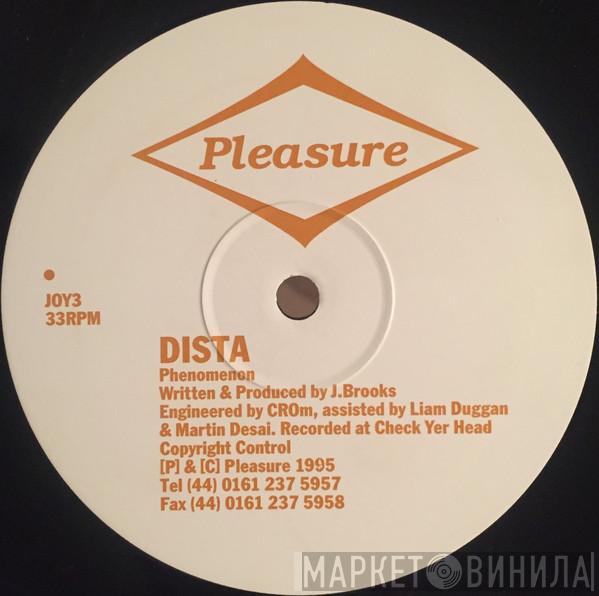 Pleasure
JOY3
33RPM
DISTA
Phenomenon
Written & Produced by J.Brooks
Engineered by CROm, assisted by Liam Duggan
& Martin Desai. Recorded at Check Yer Head
Copyright Control
[P] & [C] Pleasure 1995
Tel (44) 0161 237 5957
Fax (44) 0161 237 5958
МАРКЕТ ВИНИЛА